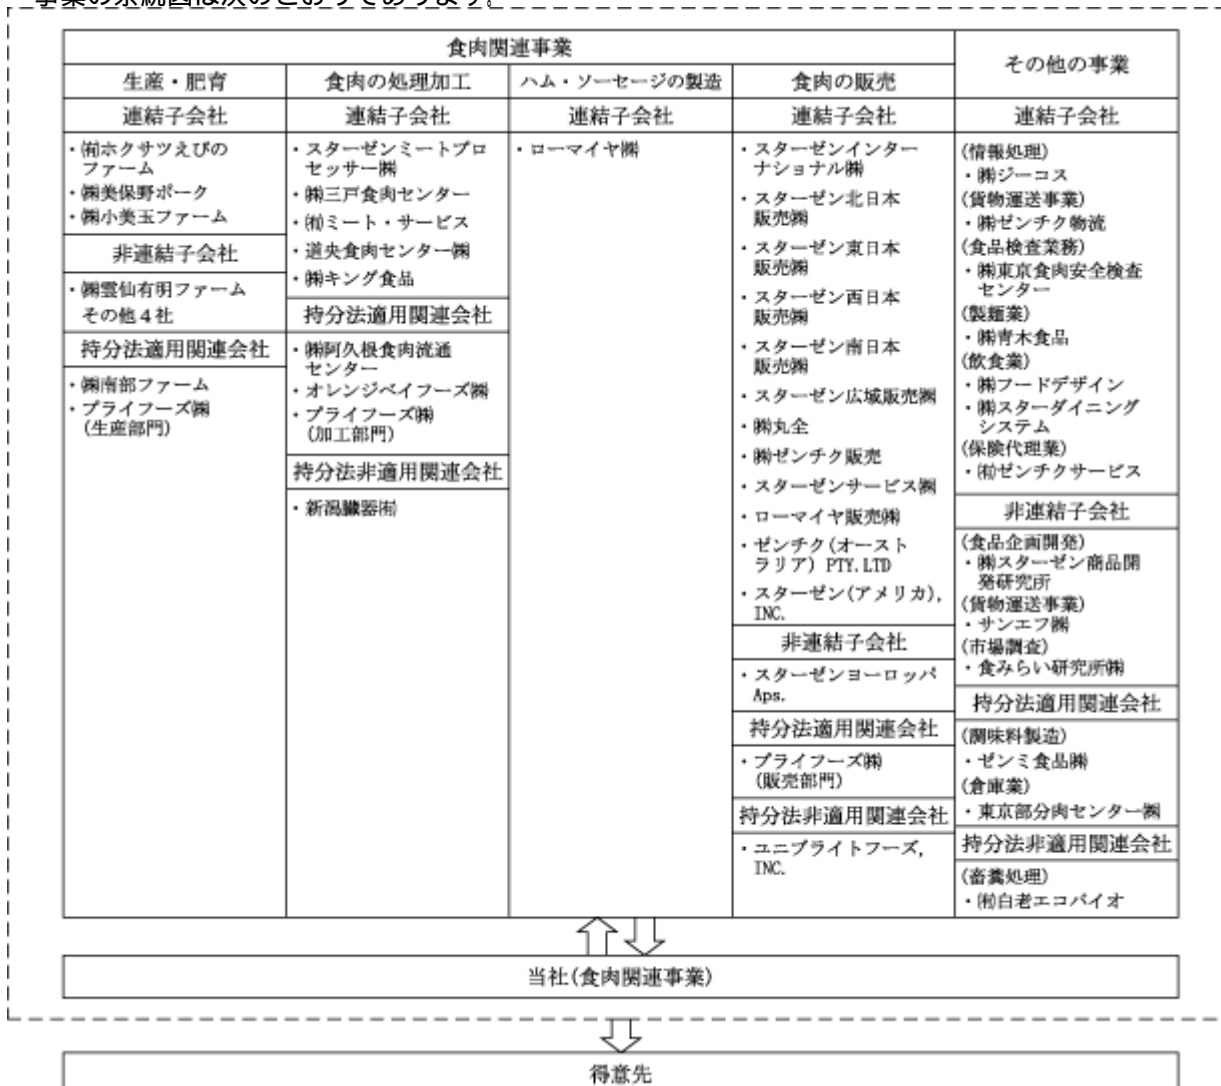 事業の系統図は次のとおりであります。
食肉関連事業
その他の事業
生産・肥育
食肉の処理加工
ハム・ソーセージの製造
食肉の販売
連結子会社
連結子会社
連結子会社
連結子会社
連結子会社
・㈲ホクサツえびの
ファーム
・㈱美保野ポーク
・㈱小美玉ファーム
非連結子会社
・㈱雲仙有明ファーム
その他4社
持分法適用関連会社
・㈱南部ファーム
・プライフーズ㈱
(生産部門)
・スターゼンミートプロ
セッサー㈱
・㈱三戸食肉センター
・㈲ミート・サービス
・道央食肉センター㈱
・㈱キング食品
持分法適用関連会社
・㈱阿久根食肉流通
センター
・オレンジベイフーズ㈱
・プライフーズ㈱
(加工部門)
持分法非適用関連会社
・新潟臓器㈲
・ローマイヤ㈱
・スターゼンインター
ナショナル㈱
・スターゼン北日本
販売㈱
・スターゼン東日本
販売㈱
・スターゼン西日本
販売㈱
・スターゼン南日本
販売㈱
・スターゼン広域販売㈱
・㈱丸全
・㈱ゼンチク販売
・スターゼンサービス㈱
・ローマイヤ販売㈱
・ゼンチク(オースト
ラリア) PTY.LTD
・スターゼン(アメリカ),
INC.
非連結子会社
・スターゼンヨーロッパ
Aps.
持分法適用関連会社
・プライフーズ㈱
(販売部門)
持分法非適用関連会社
・ユニブライトフーズ,
INC.
(情報処理)
・㈱ジーコス
(貨物運送事業)
・㈱ゼンチク物流
(食品検査業務)
・㈱東京食肉安全検査
センター
(製麺業)
・㈱青木食品
(飲食業)
・㈱フードデザイン
・㈱スターダイニング
システム
(保険代理業)
・㈲ゼンチクサービス
非連結子会社
(食品企画開発)
・㈱スターゼン商品開
発研究所
(貨物運送事業)
・サンエフ㈱
(市場調査)
・食みらい研究所㈱
持分法適用関連会社
(調味料製造)
・ゼンミ食品㈱
(倉庫業)
・東京部分肉センター㈱
持分法非適用関連会社
(畜糞処理)
・㈲白老エコバイオ
当社(食肉関連事業)
得意先